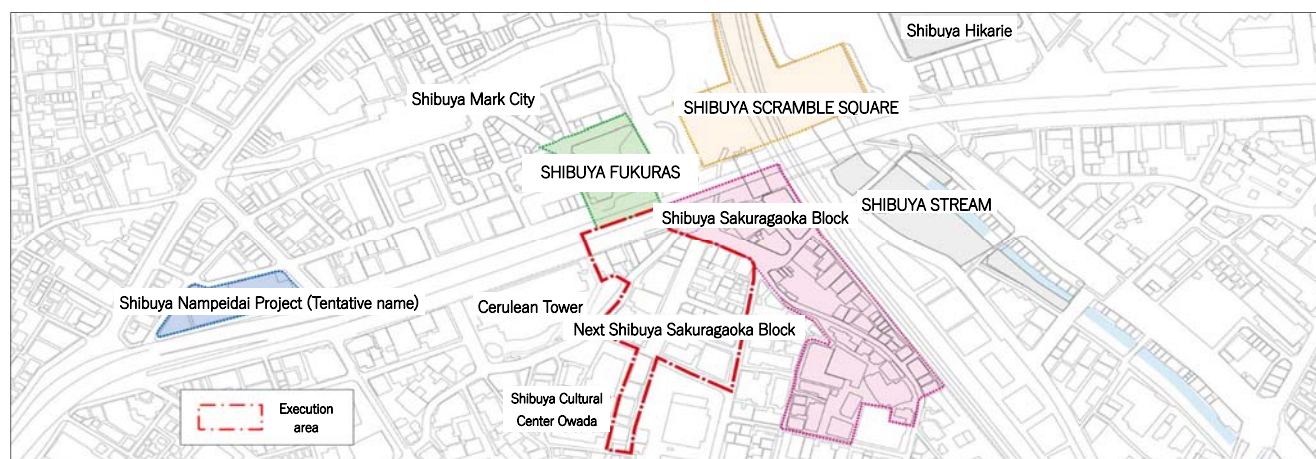 Shibuya Hikarie
Shibuya Mark City
SHIBUYA SCRAMBLE SQUARE
SHIBUYA FUKURAS
SHIBUYA STREAM
Shibuya Sakuragaoka Block
Shibuya Nampeidai Project (Tentative name)
Cerulean Tower
Next Shibuya Sakuragaoka Block
Shibuya Cultural
Center Owada
Execution
area